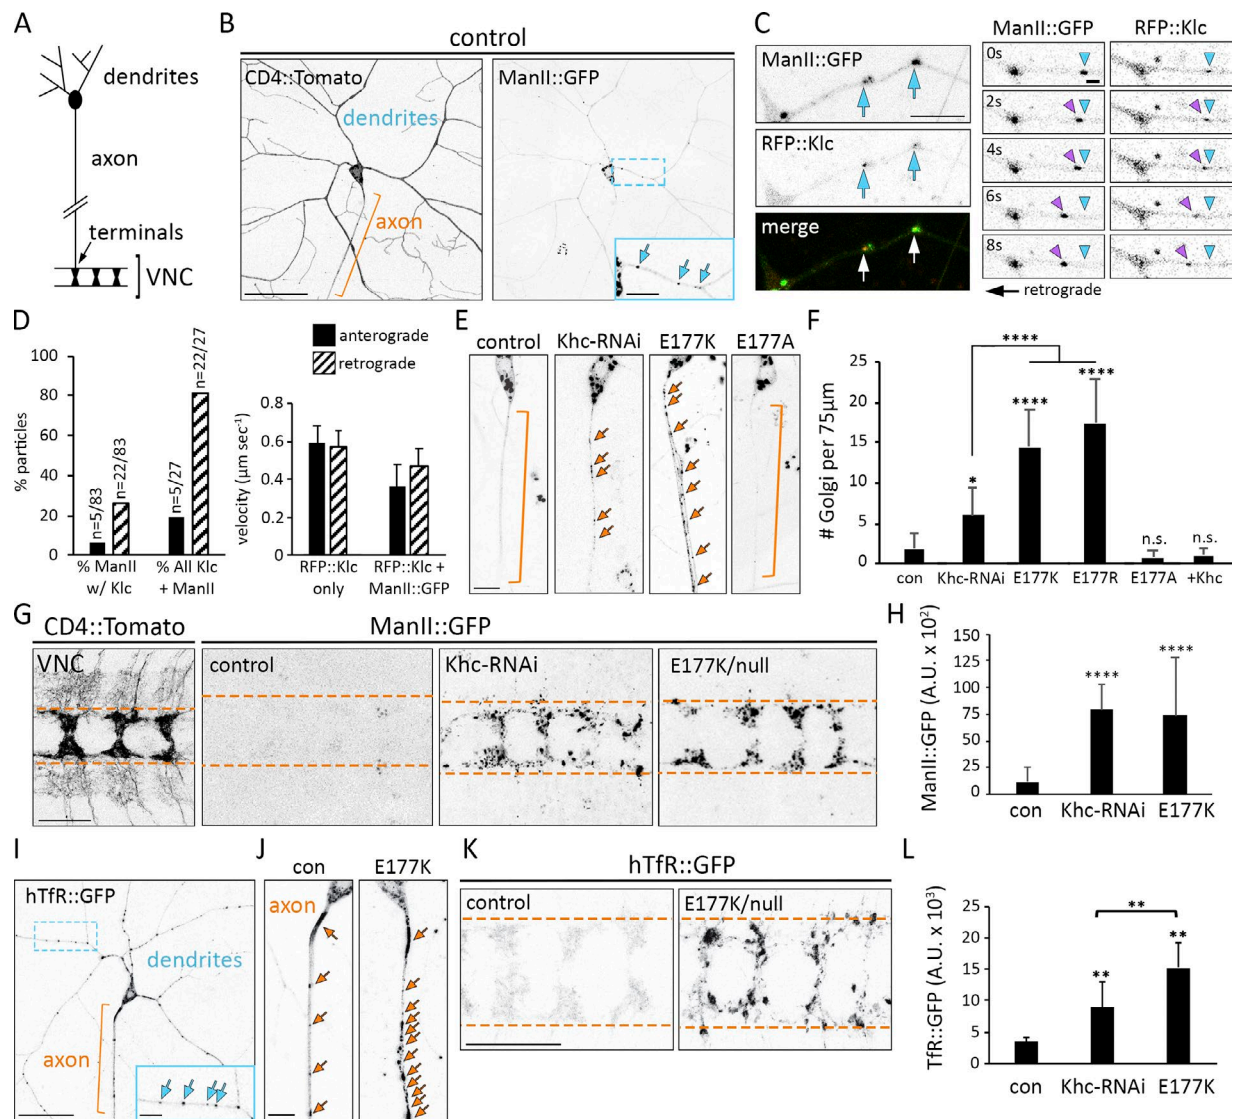 A
dendrites
axon
terminals
VNC
B
control
CD4::Tomato
dendrites
axon
ManII::GFP
C
ManII::GFP
RFP::Klc
merge
ManII::GFP
RFP::Klc
0s
2s
4s
6s
8s
retrograde
D
anterograde
retrograde
% particles
100
80
60
40
20
0
n=5/83
n=22/83
n=5/27
n=22/27
% ManII
w/ Klc
% All Klc
+ ManII
velocity (µm sec-1)
0.8
0.6
0.4
0.2
0
RFP::Klc
only
RFP::Klc +
ManII::GFP
E
control
Khc-RNAi
E177K
E177A
F
# Golgi per 75µm
25
20
15
10
5
0
****
*
****
****
n.s.
n.s.
con
Khc-RNAi
E177K
E177R
E177A
+Khc
G
CD4::Tomato
ManII::GFP
VNC
control
Khc-RNAi
E177K/null
H
ManII::GFP (A.U. x 10²)
150
125
100
75
50
25
0
****
****
con
Khc-RNAi
E177K
I
hTfR::GFP
dendrites
axon
J
con
E177K
axon
K
hTfR::GFP
control
E177K/null
L
TfR::GFP (A.U. x 10³)
25
20
15
10
5
0
**
**
**
con
Khc-RNAi
E177K